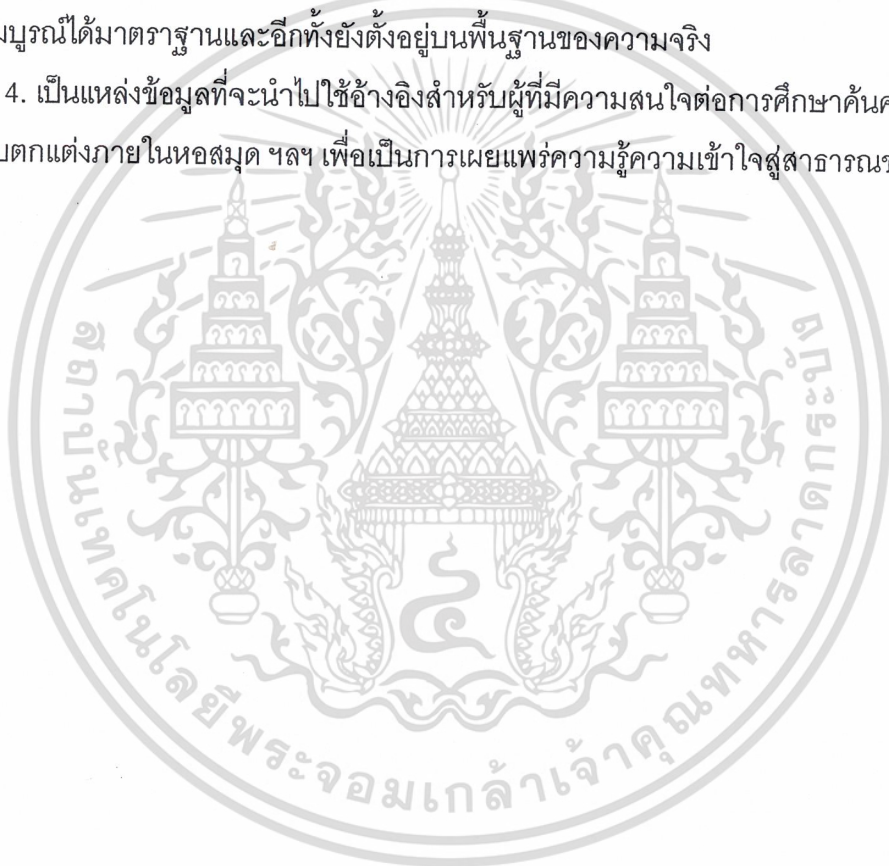 มบูรณ์ได้มาตราฐานและอีกทั้งยังตั้งอยู่บนพื้นฐานของความจริง
4. เป็นแหล่งข้อมูลที่จะนำไปใช้อ้างอิงสำหรับผู้ที่มีความสนใจต่อการศึกษาค้นค
บตกแต่งภายในหอสมุด ฯลฯ เพื่อเป็นการเผยแพร่ความรู้ความเข้าใจสู่สาธารณช
สถาบันเทคโนโลยีพระจอมเกล้าเจ้าคุณทหารลาดกระบัง
๔